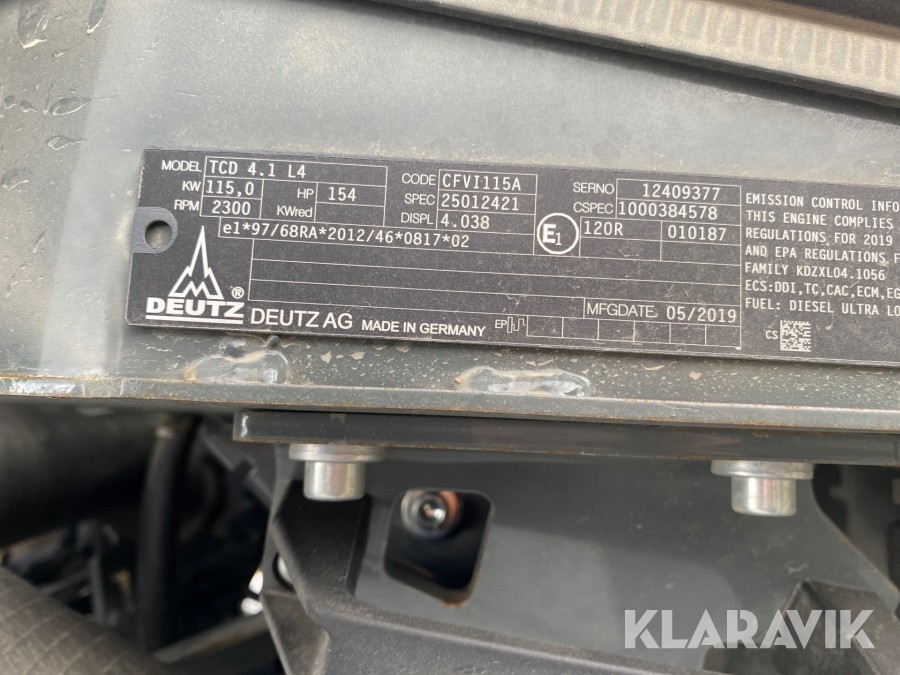 MODEL TCD 4.1 L4
KW 115,0 HP 154
RPM 2300 KWred
CODE CFVI115A
SPEC 25012421
DISPL 4.038
SERNO 12409377
CSPEC 1000384578
E1 120R 010187
e1*97/68RA*2012/46*0817*02
MFGDATE 05/2019
DEUTZ ® DEUTZ AG MADE IN GERMANY EP
CS
EMISSION CONTROL INFO
THIS ENGINE COMPLIES
REGULATIONS FOR 2019
AND EPA REGULATIONS F
FAMILY KDZXL04.1056
ECS:DDI,TC,CAC,ECM,EG
FUEL: DIESEL ULTRA LO
KLARAVIK